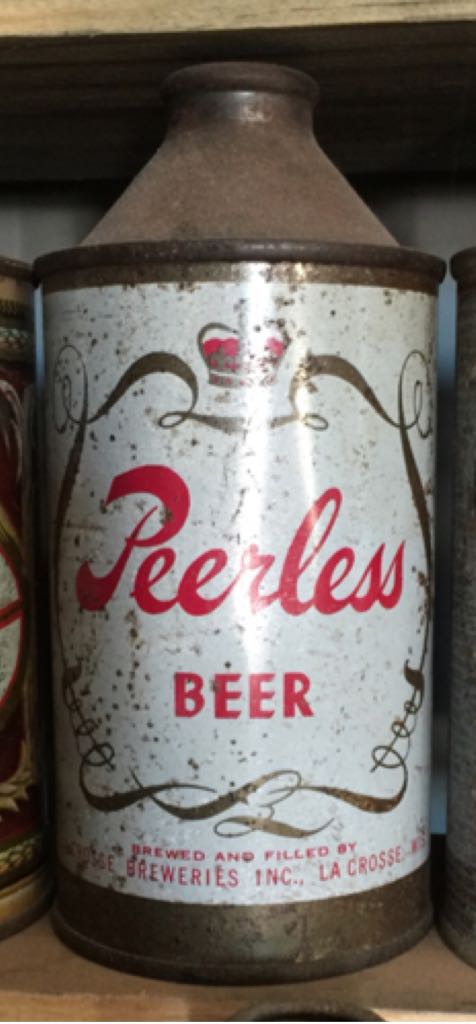 Peerless
BEER
BREWED AND FILLED BY
BREWERIES INC., LA CROSSE,